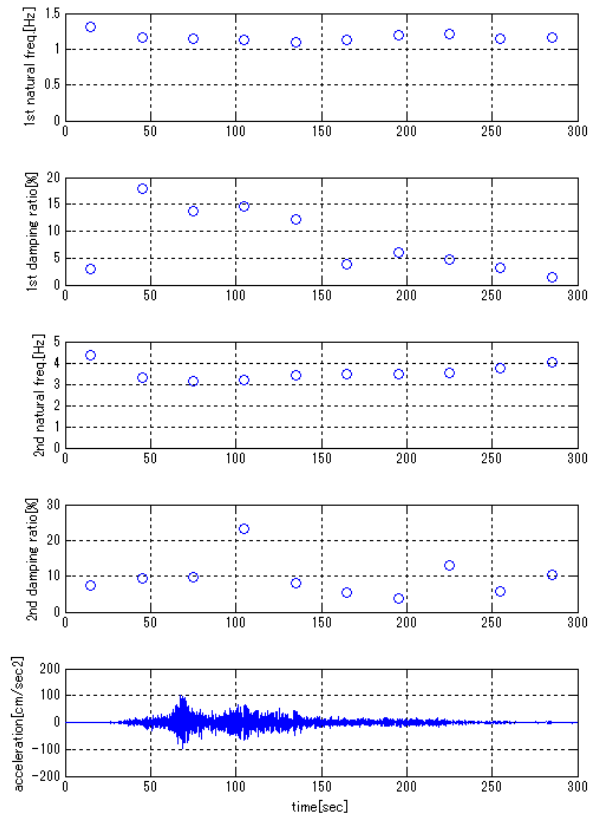 1.5
1
0.5
0
1st natural freq.[Hz]
0 50 100 150 200 250 300
20
15
10
5
0
1st damping ratio[%]
0 50 100 150 200 250 300
5
4
3
2
1
0
2nd natural freq.[Hz]
0 50 100 150 200 250 300
30
20
10
0
2nd damping ratio[%]
0 50 100 150 200 250 300
200
100
0
-100
-200
acceleration[cm/sec2]
0 50 100 150 200 250 300
time[sec]